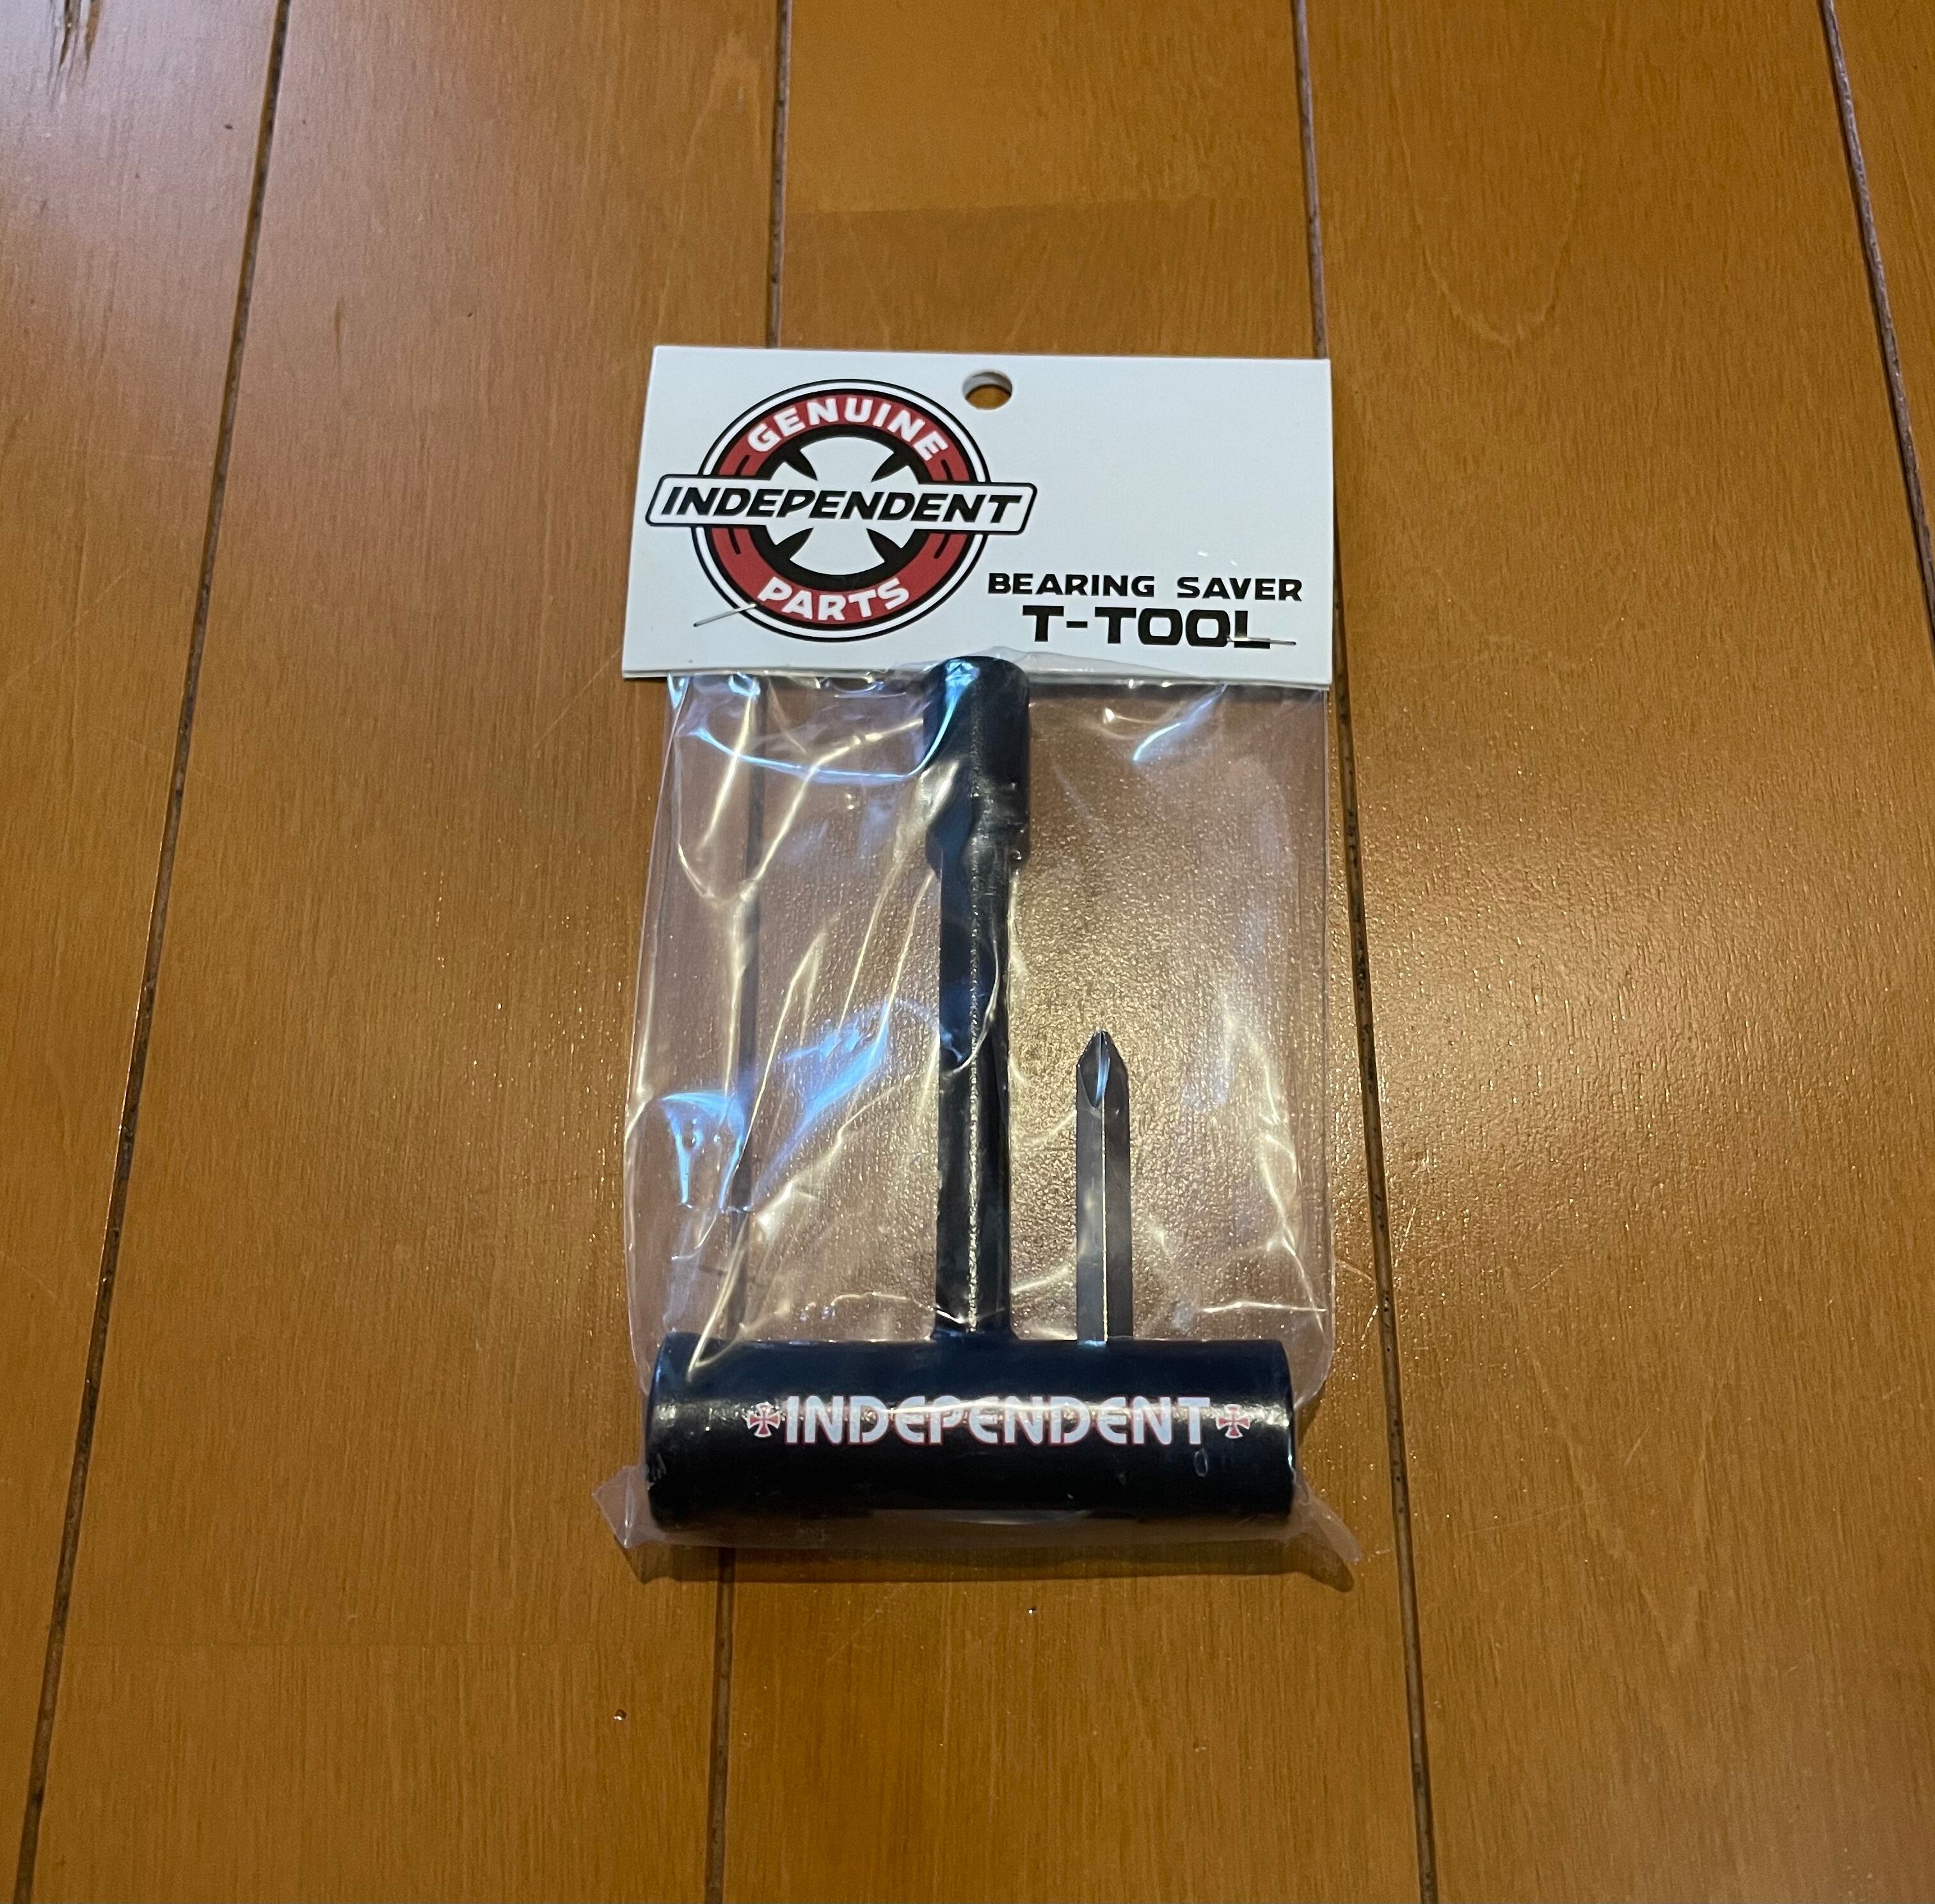 GENUINE
INDEPENDENT
PARTS
BEARING SAVER
T-TOOL
INDEPENDENT